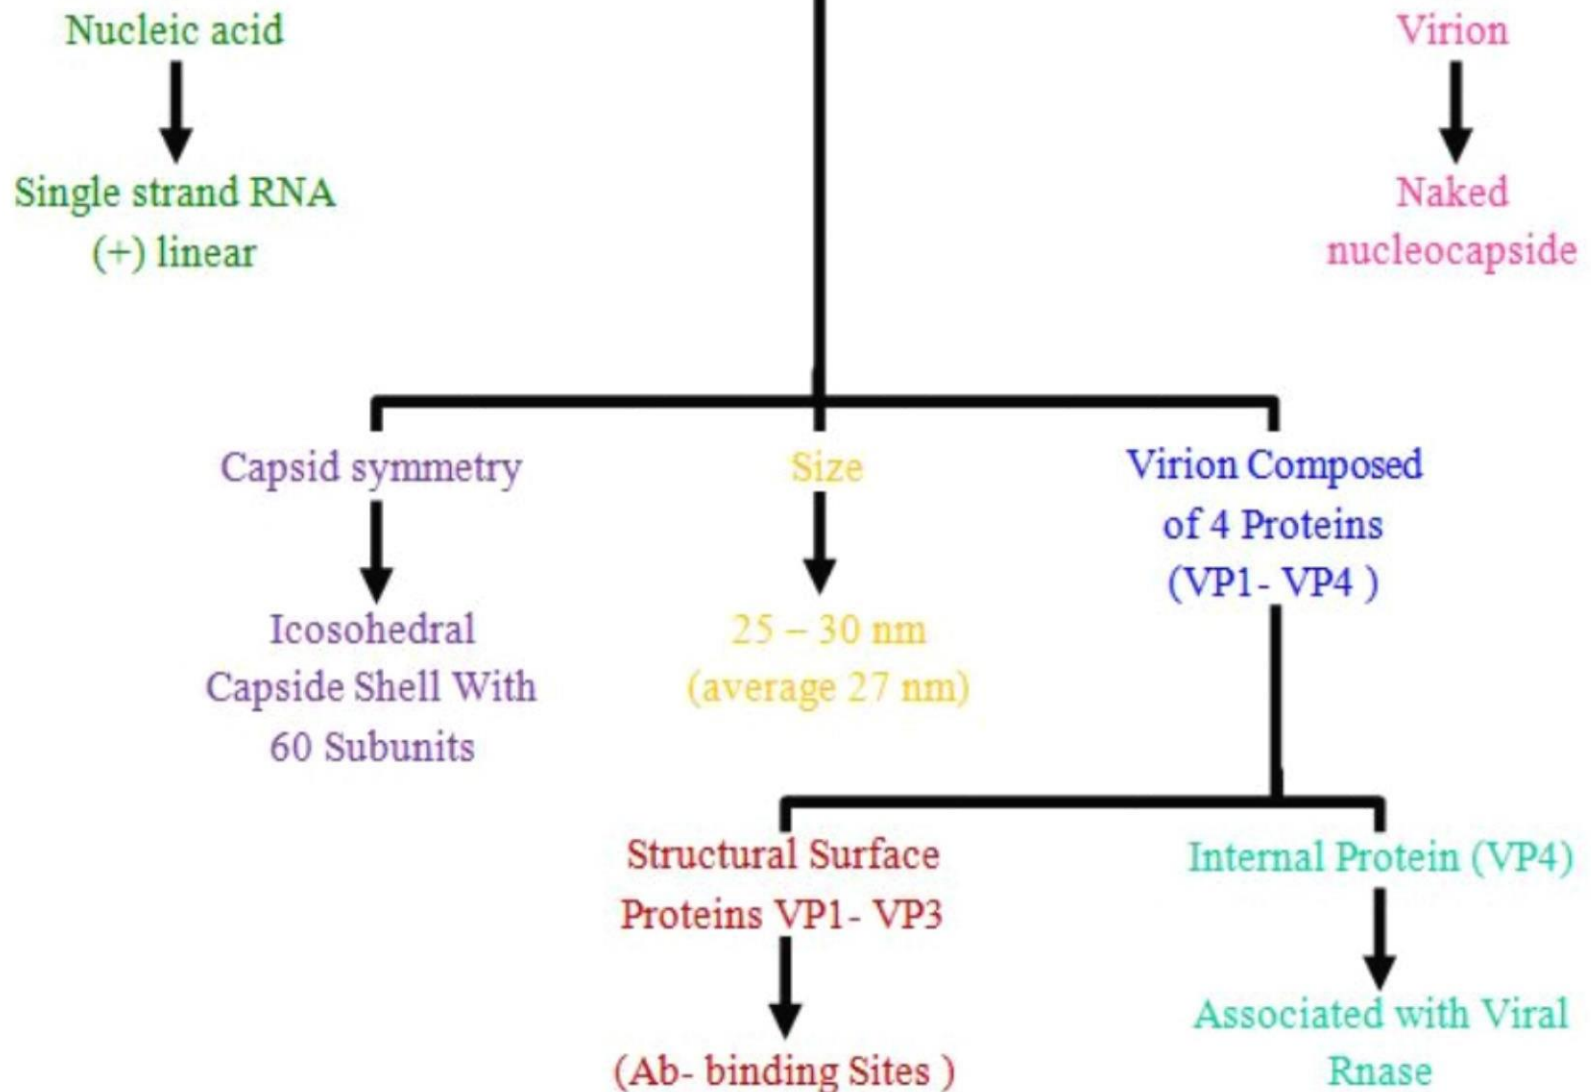 Nucleic acid
Single strand RNA
(+) linear
Virion
Naked
nucleocapside
Capsid symmetry
Icosohedral
Capside Shell With
60 Subunits
Size
25 – 30 nm
(average 27 nm)
Virion Composed
of 4 Proteins
(VP1- VP4 )
Structural Surface
Proteins VP1- VP3
(Ab- binding Sites )
Internal Protein (VP4)
Associated with Viral
Rnase